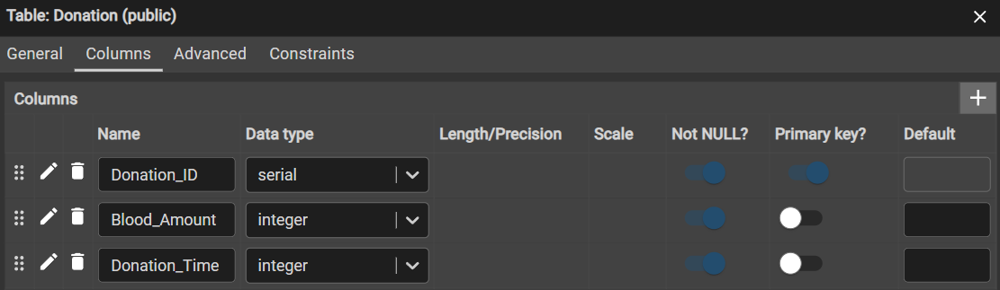 Table: Donation (public)
General Columns Advanced Constraints
Columns
Name Data type Length/Precision Scale Not NULL? Primary key? Default
Donation_ID serial
Blood_Amount integer
Donation_Time integer